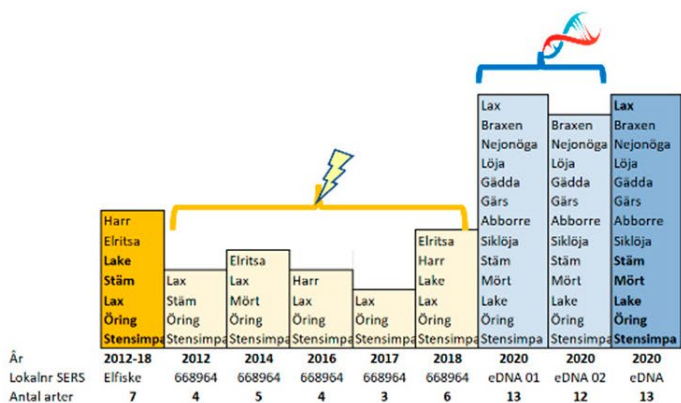 Harr
Elritsa
Lake
Stäm
Lax
Öring
Stensimpa
Lax
Stäm
Öring
Stensimpa
Elritsa
Lax
Mört
Öring
Stensimpa
Harr
Lax
Öring
Stensimpa
Lax
Öring
Stensimpa
Elritsa
Harr
Lake
Lax
Öring
Stensimpa
Lax
Braxen
Nejonöga
Löja
Gädda
Gärs
Abborre
Siklöja
Stäm
Mört
Lake
Öring
Stensimpa
Braxen
Nejonöga
Löja
Gädda
Gärs
Abborre
Siklöja
Stäm
Mört
Lake
Öring
Stensimpa
Lax
Braxen
Nejonöga
Löja
Gädda
Gärs
Abborre
Siklöja
Stäm
Mört
Lake
Öring
Stensimpa
År 2012-18 2012 2014 2016 2017 2018 2020 2020 2020
Lokalnr SERS Elfiske 668964 668964 668964 668964 668964 eDNA 01 eDNA 02 eDNA
Antal arter 7 4 5 4 3 6 13 12 13